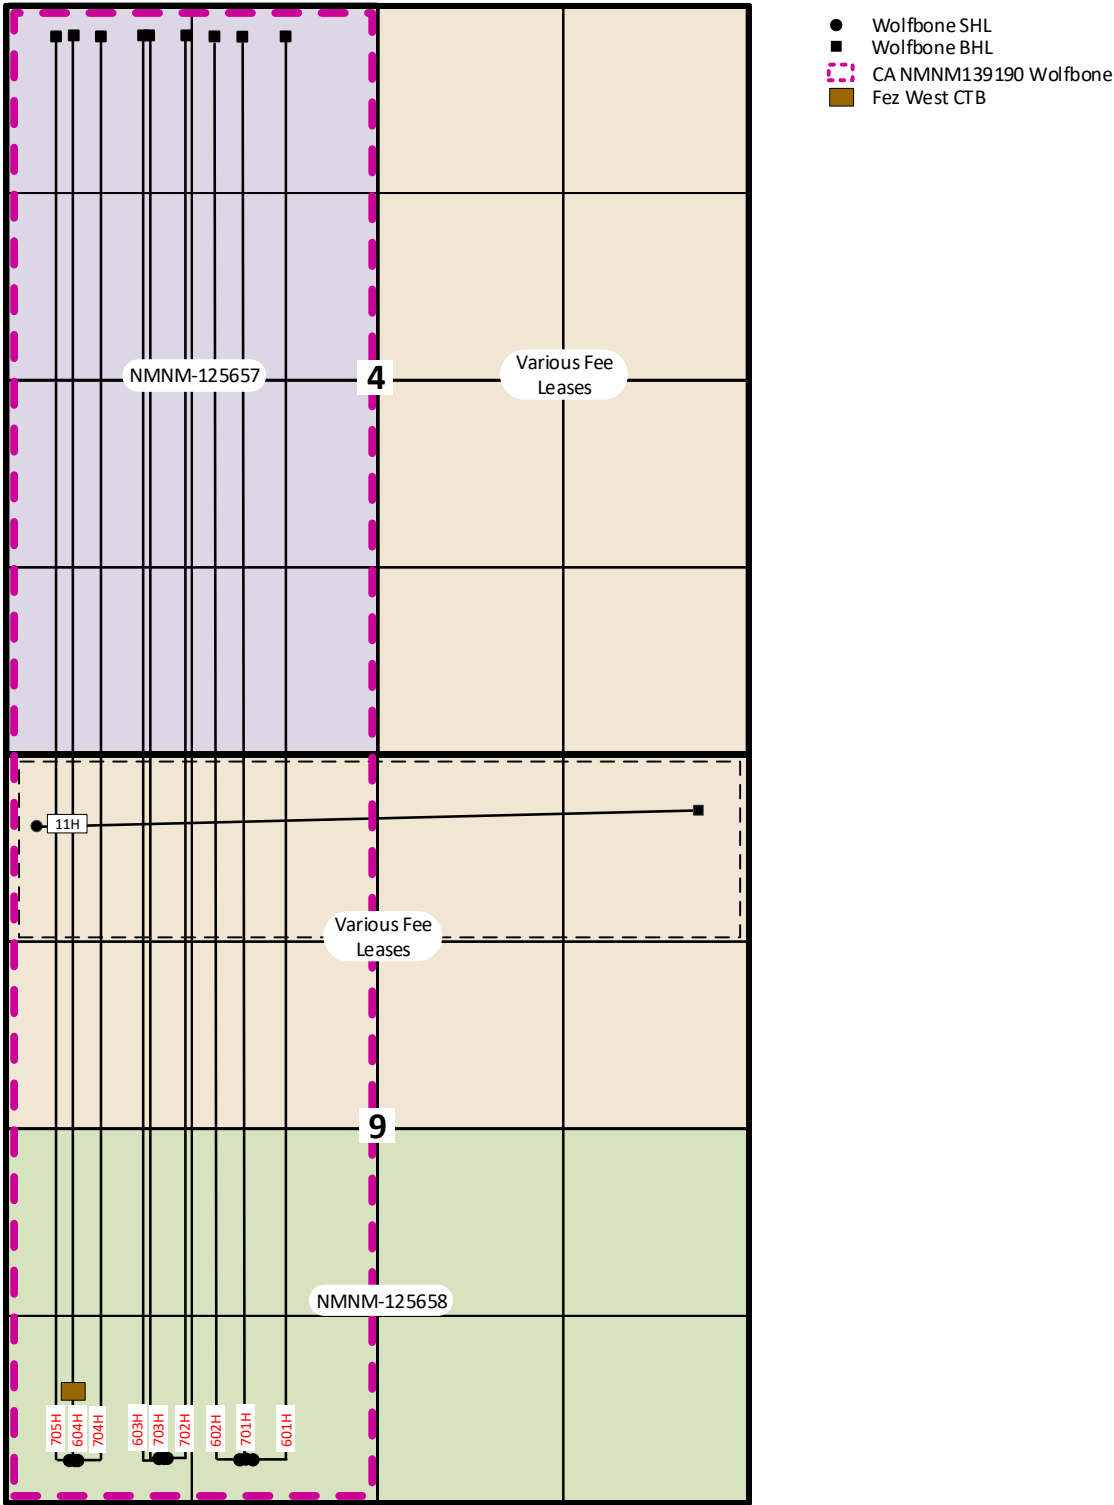 Wolfbone SHL
Wolfbone BHL
CA NMNM139190 Wolfbone
Fez West CTB
NMNM-125657
4
Various Fee
Leases
11H
Various Fee
Leases
9
NMNM-125658
705H
604H
704H
603H
703H
702H
602H
701H
601H